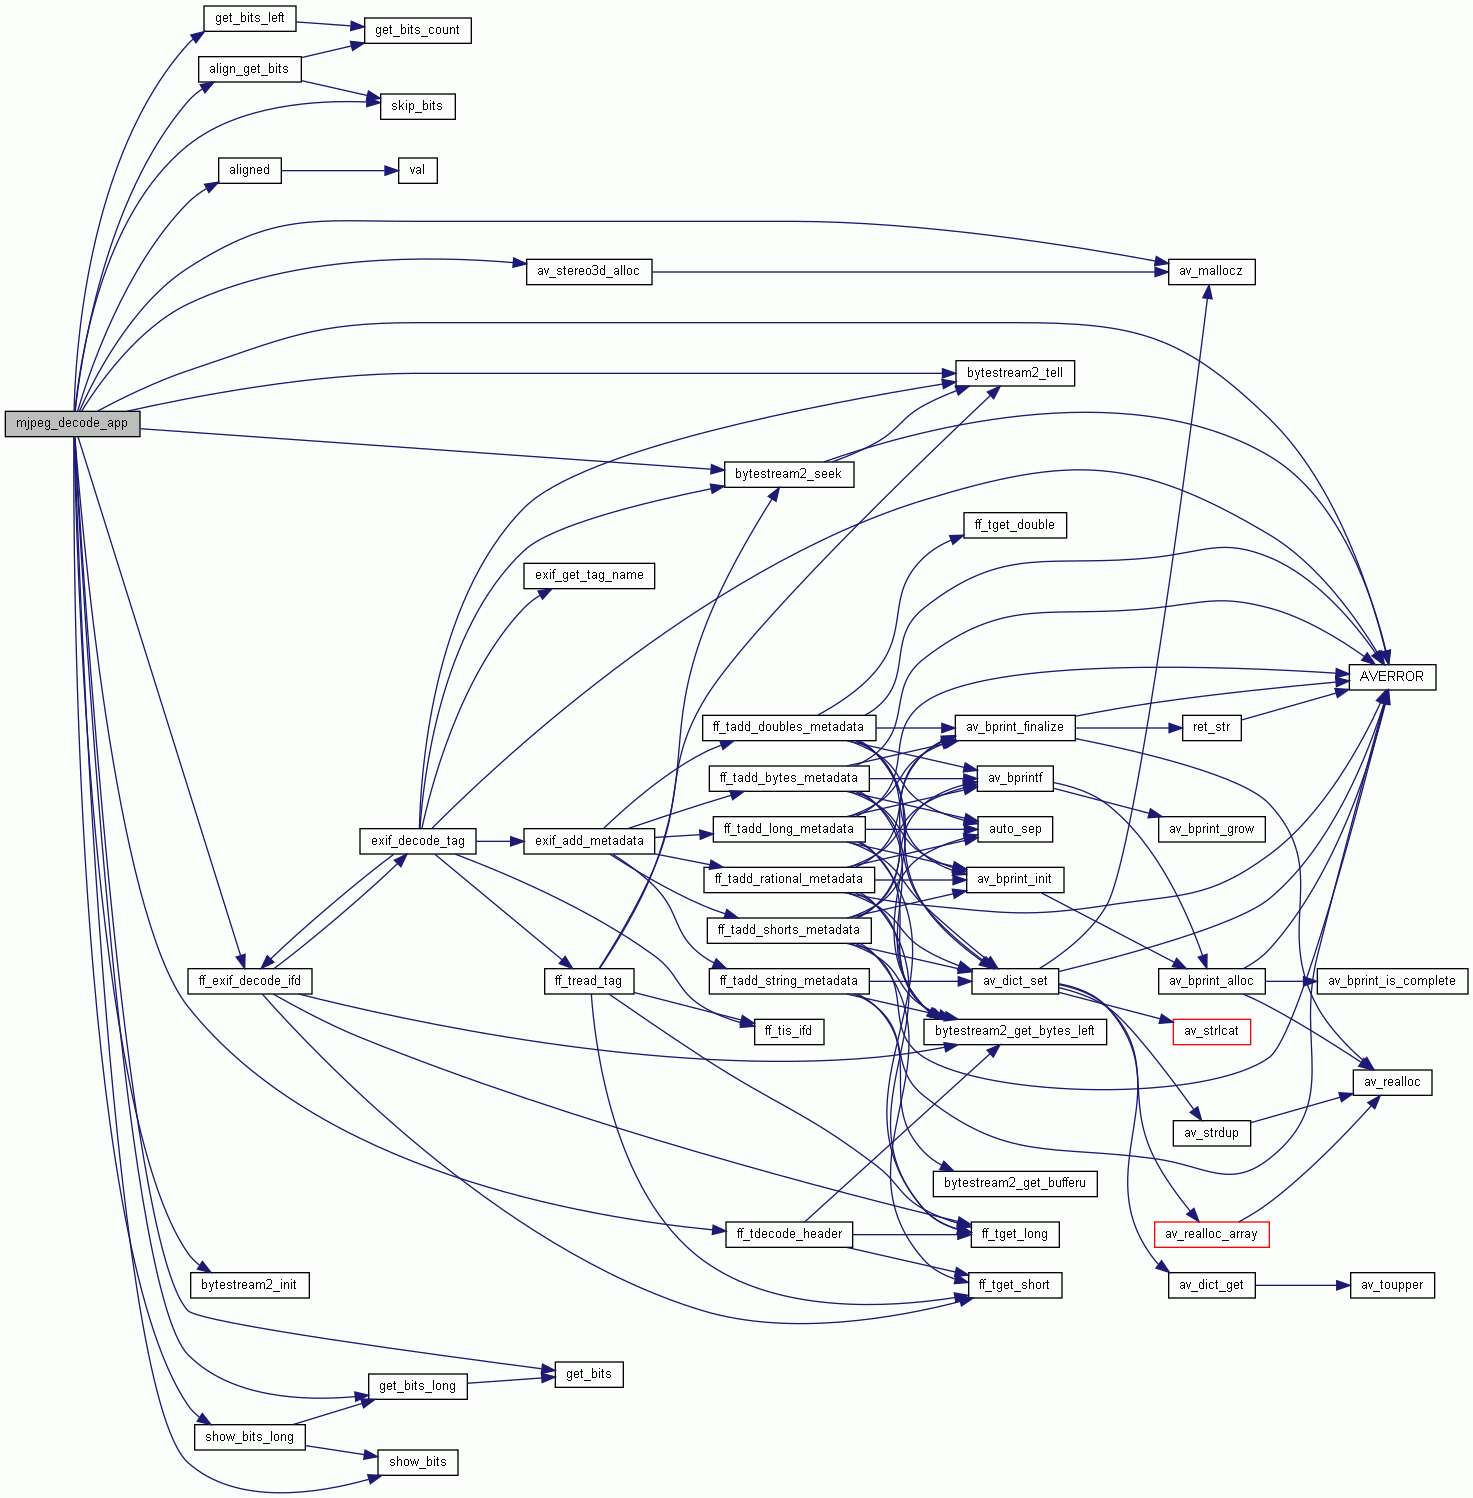 get_bits_left
get_bits_count
align_get_bits
skip_bits
aligned
val
av_stereo3d_alloc
av_mallocz
bytestream2_tell
mjpeg_decode_app
bytestream2_seek
ff_tget_double
exif_get_tag_name
AVERROR
ff_tadd_doubles_metadata
av_bprint_finalize
ret_str
ff_tadd_bytes_metadata
av_bprintf
ff_tadd_long_metadata
auto_sep
av_bprint_grow
exif_decode_tag
exif_add_metadata
ff_tadd_rational_metadata
av_bprint_init
ff_tadd_shorts_metadata
ff_exif_decode_ifd
ff_tread_tag
ff_tadd_string_metadata
av_dict_set
av_bprint_alloc
av_bprint_is_complete
ff_tis_ifd
bytestream2_get_bytes_left
av_strlcat
av_realloc
av_strdup
bytestream2_get_bufferu
ff_tdecode_header
ff_tget_long
av_realloc_array
bytestream2_init
ff_tget_short
av_dict_get
av_toupper
get_bits
get_bits_long
show_bits_long
show_bits